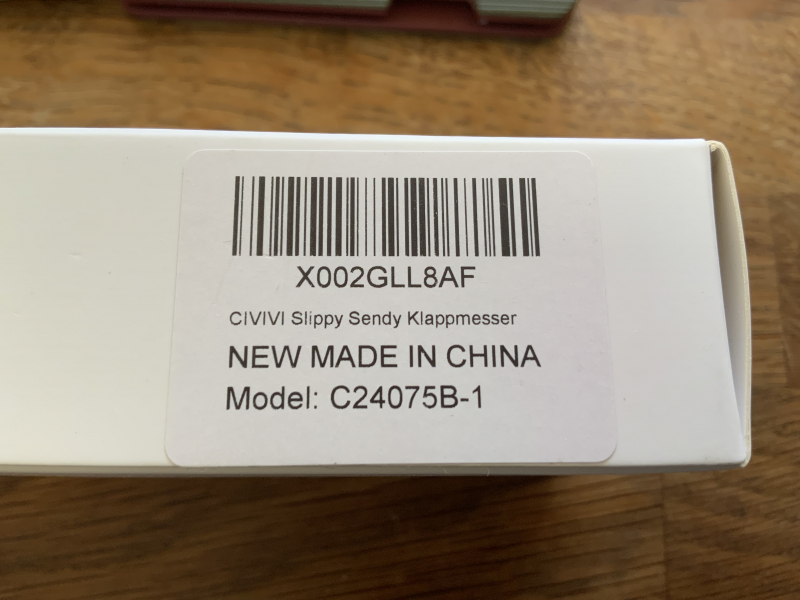 X002GLL8AF
CIVIVI Slippy Sendy Klappmesser
NEW MADE IN CHINA
Model: C24075B-1